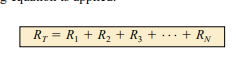 R_T = R_1 + R_2 + R_3 + ··· + R_N